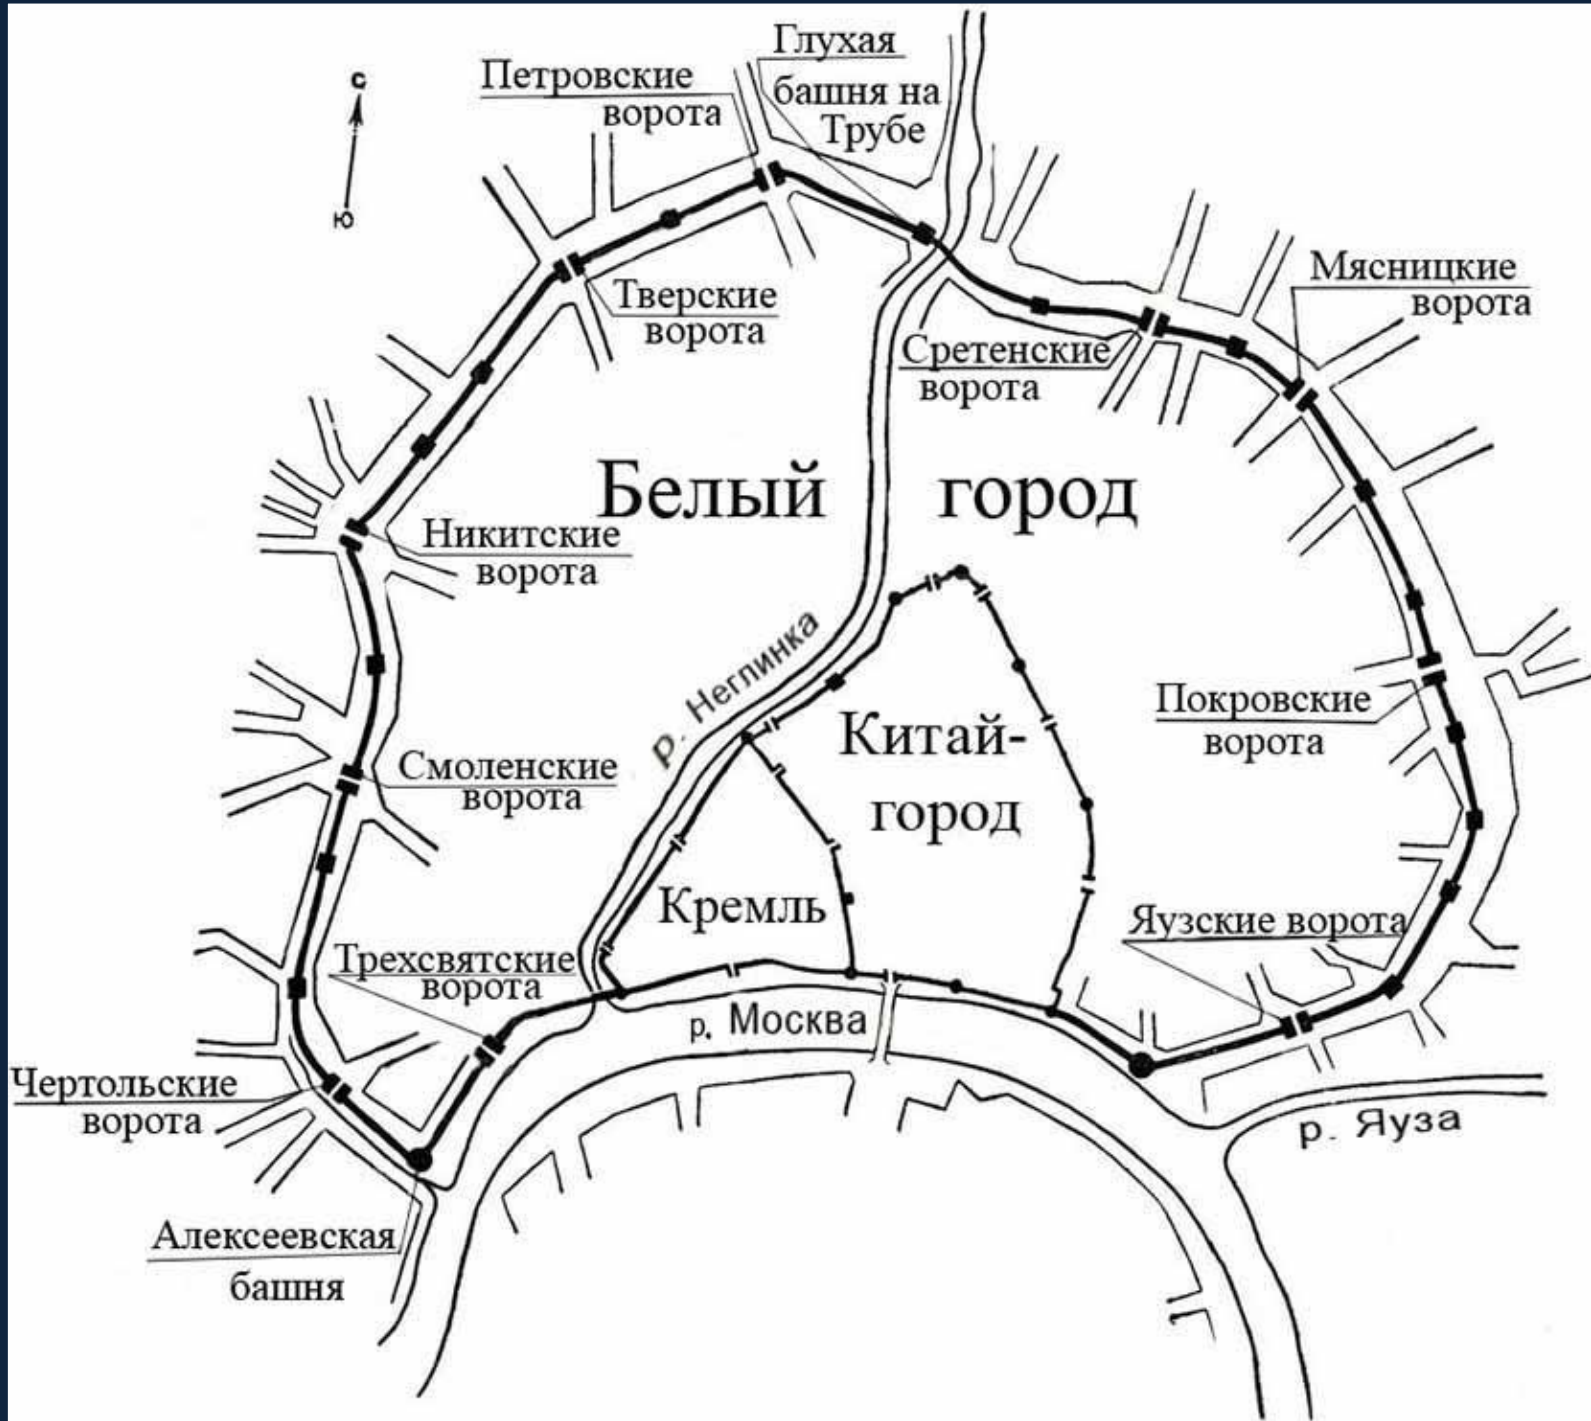 Глухая
башня на
Трубе
Петровские
ворота
с
ю
Тверские
ворота
Мясницкие
ворота
Сретенские
ворота
Белый город
Никитские
ворота
р. Неглинка
Китай-
город
Покровские
ворота
Смоленские
ворота
Кремль
Яузские ворота
Трехсвятские
ворота
р. Москва
Чертольские
ворота
р. Яуза
Алексеевская
башня